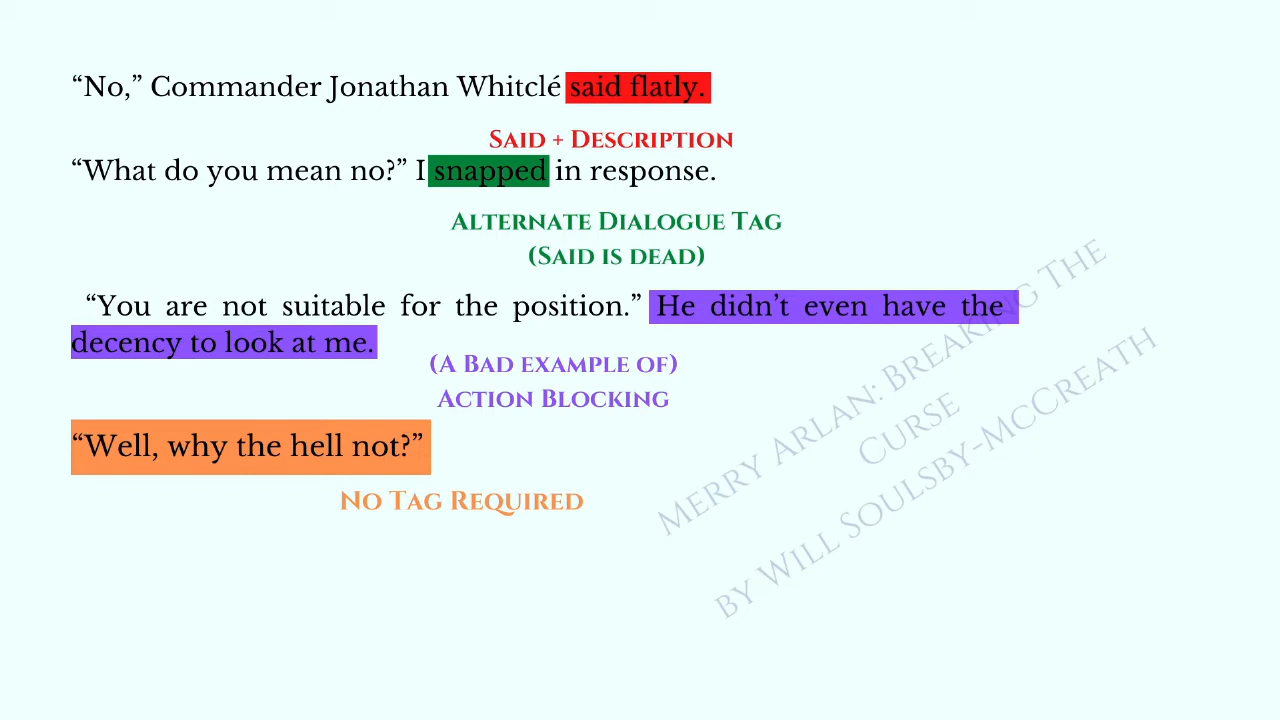 “No,” Commander Jonathan Whitclé said flatly.
Said + Description
“What do you mean no?” I snapped in response.
Alternate Dialogue Tag
(Said is dead)
“You are not suitable for the position.” He didn’t even have the
decency to look at me.
(A Bad example of)
Action Blocking
“Well, why the hell not?”
No Tag Required
Merry Arlan: Breaking The
Curse
by Will Soulsby-McCreath